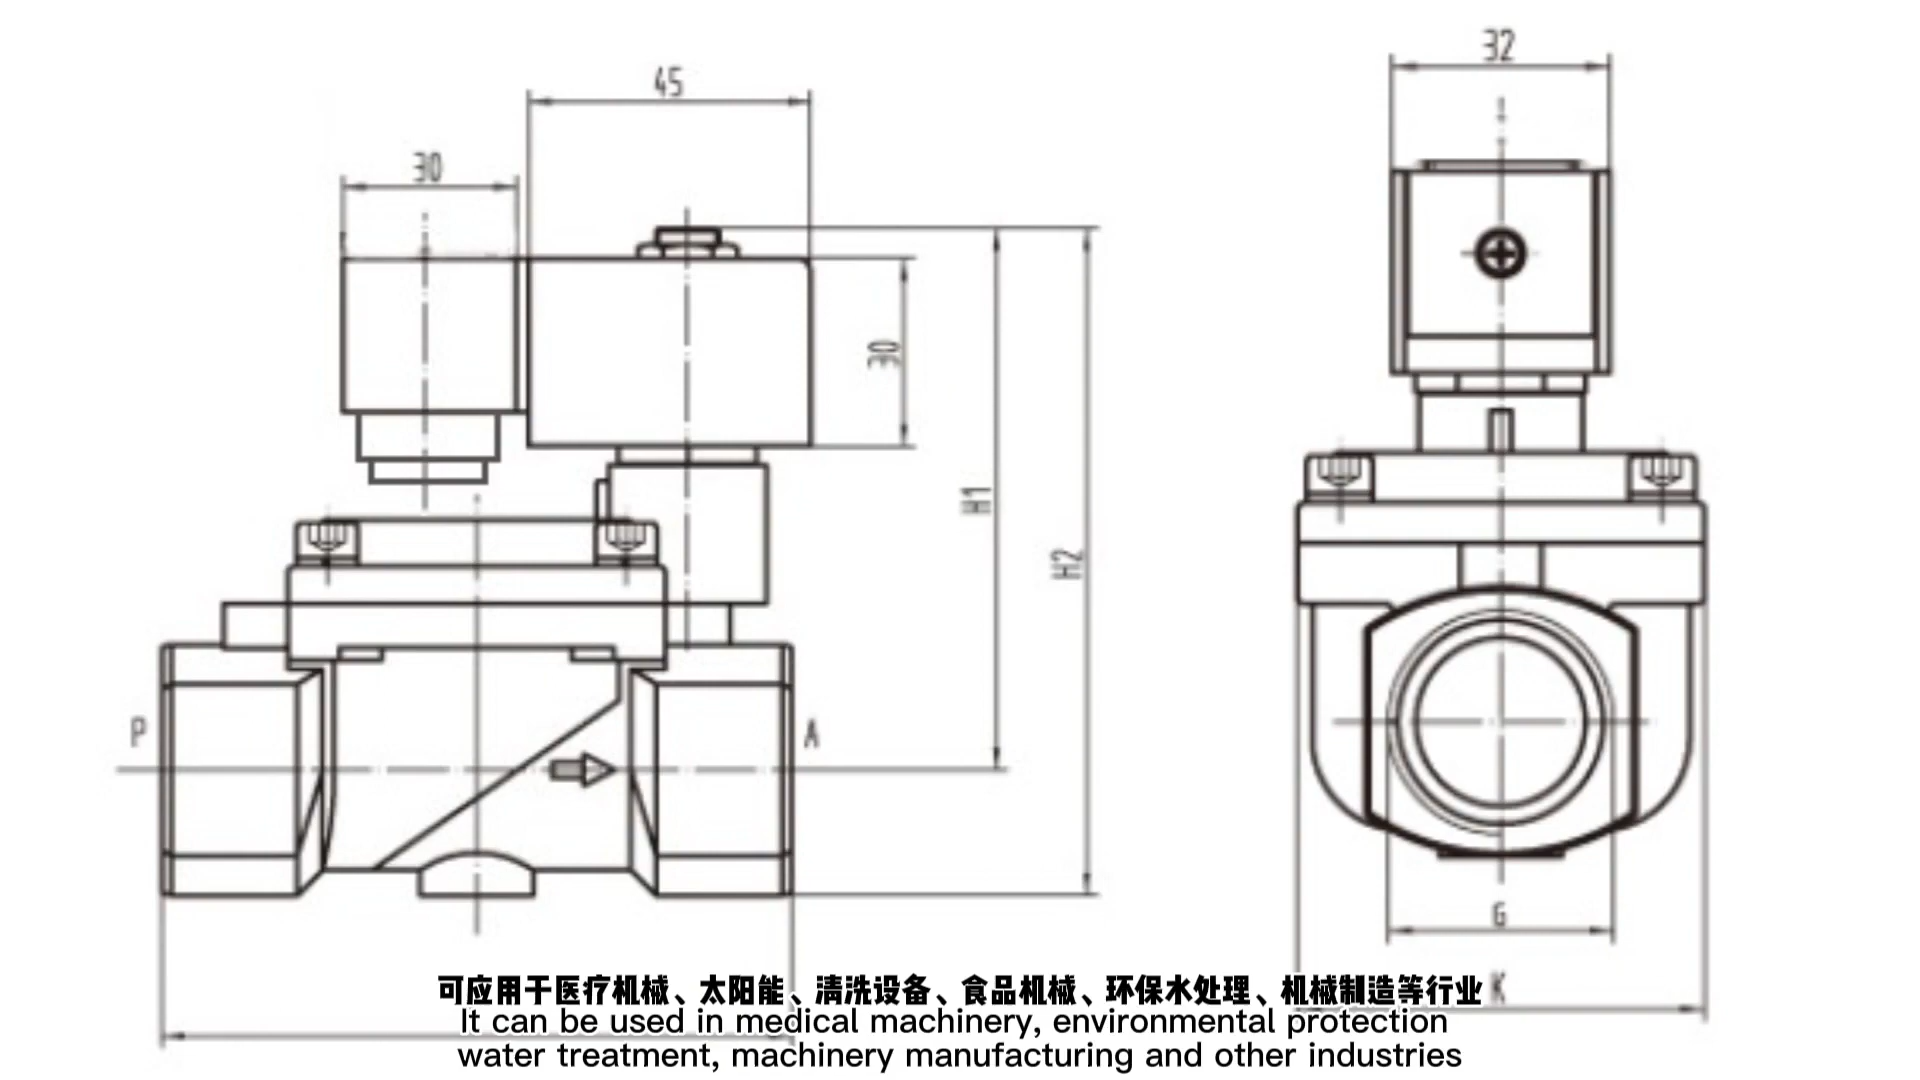 32
45
30
30
H1
H2
P
A
G
K
可应用于医疗机械、太阳能、清洗设备、食品机械、环保水处理、机械制造等行业
It can be used in medical machinery, environmental protection
water treatment, machinery manufacturing and other industries